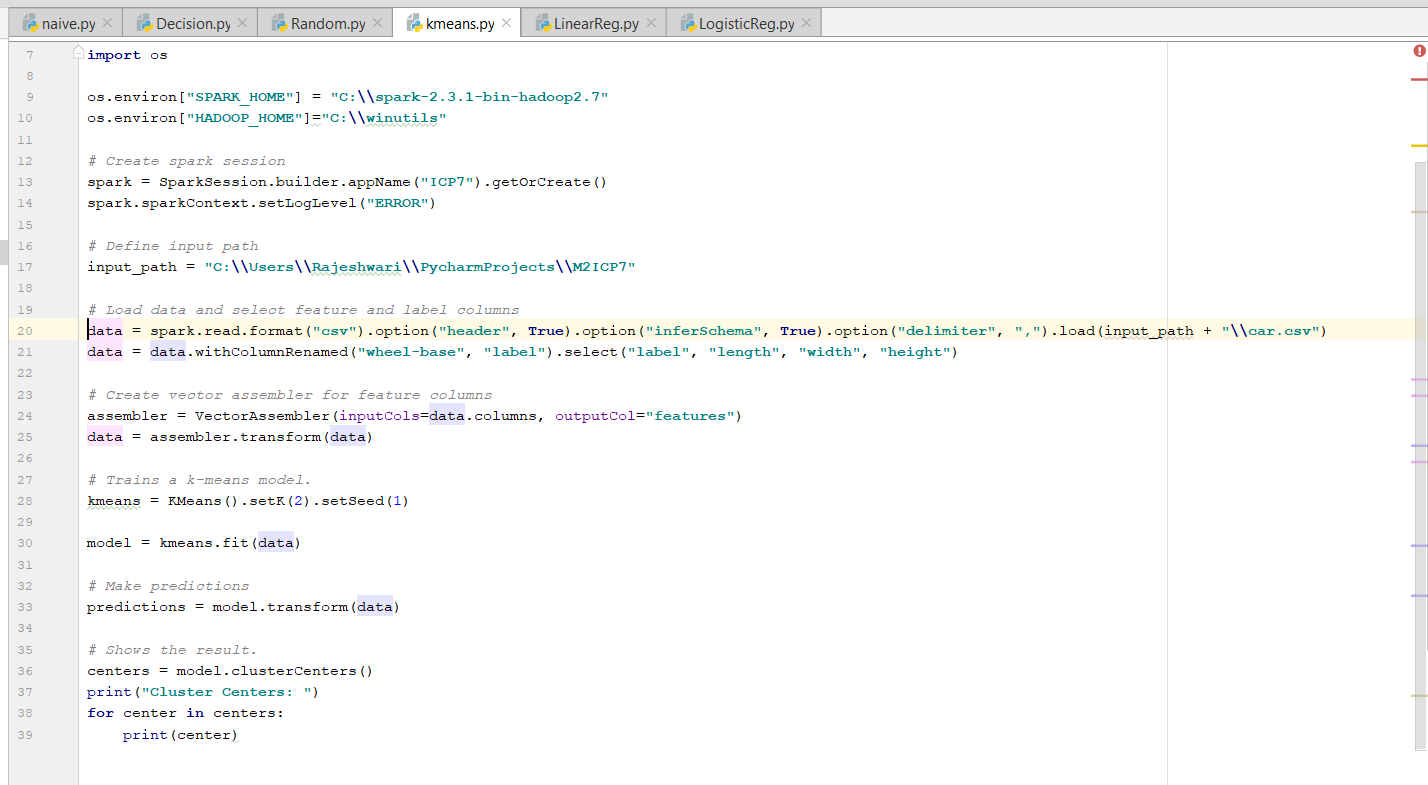 naive.py Decision.py Random.py kmeans.py LinearReg.py LogisticReg.py
7 import os
8
9 os.environ["SPARK_HOME"] = "C:\\spark-2.3.1-bin-hadoop2.7"
10 os.environ["HADOOP_HOME"]="C:\\winutils"
11
12 # Create spark session
13 spark = SparkSession.builder.appName("ICP7").getOrCreate()
14 spark.sparkContext.setLogLevel("ERROR")
15
16 # Define input path
17 input_path = "C:\\Users\\Rajeshwari\\PycharmProjects\\M2ICP7"
18
19 # Load data and select feature and label columns
20 data = spark.read.format("csv").option("header", True).option("inferSchema", True).option("delimiter", ",").load(input_path + "\\car.csv")
21 data = data.withColumnRenamed("wheel-base", "label").select("label", "length", "width", "height")
22
23 # Create vector assembler for feature columns
24 assembler = VectorAssembler(inputCols=data.columns, outputCol="features")
25 data = assembler.transform(data)
26
27 # Trains a k-means model.
28 kmeans = KMeans().setK(2).setSeed(1)
29
30 model = kmeans.fit(data)
31
32 # Make predictions
33 predictions = model.transform(data)
34
35 # Shows the result.
36 centers = model.clusterCenters()
37 print("Cluster Centers: ")
38 for center in centers:
39     print(center)